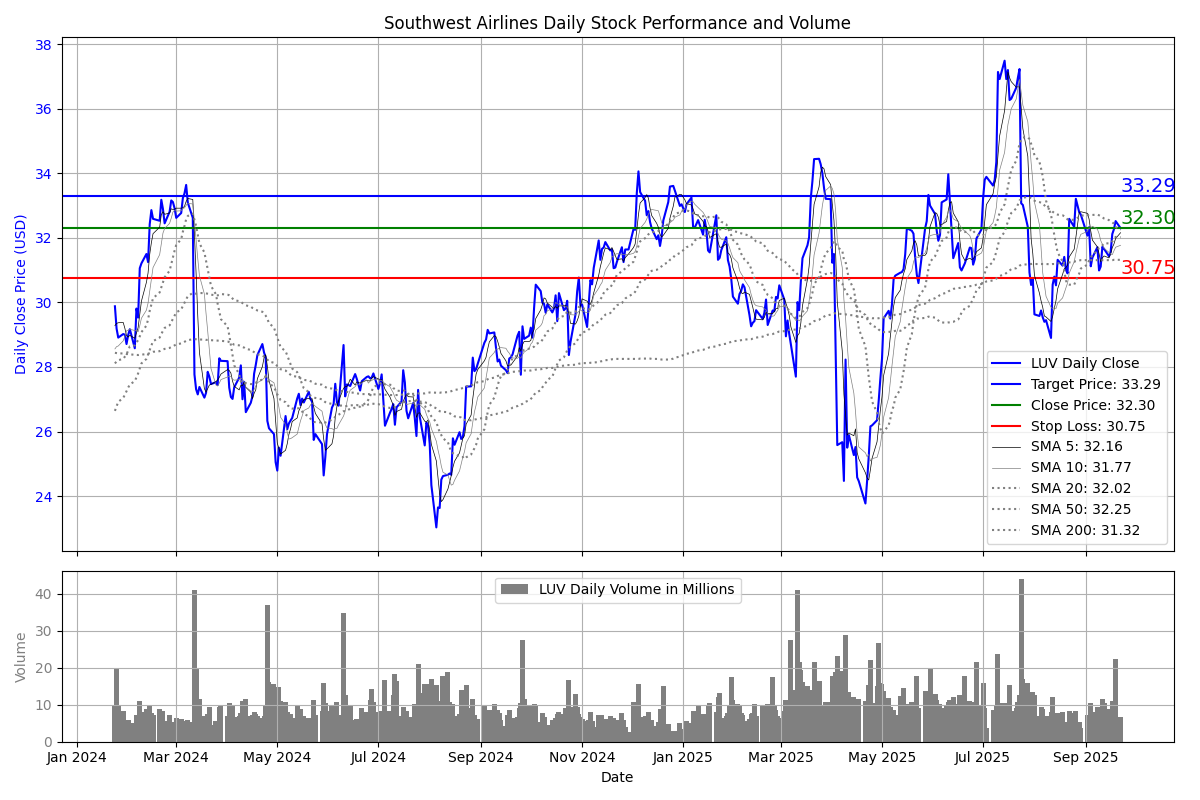 Southwest Airlines Daily Stock Performance and Volume
Daily Close Price (USD)
38
36
34
32
30
28
26
24
33.29
32.30
30.75
LUV Daily Close
Target Price: 33.29
Close Price: 32.30
Stop Loss: 30.75
SMA 5: 32.16
SMA 10: 31.77
SMA 20: 32.02
SMA 50: 32.25
SMA 200: 31.32
Volume
40
30
20
10
0
LUV Daily Volume in Millions
Jan 2024 Mar 2024 May 2024 Jul 2024 Sep 2024 Nov 2024 Jan 2025 Mar 2025 May 2025 Jul 2025 Sep 2025
Date